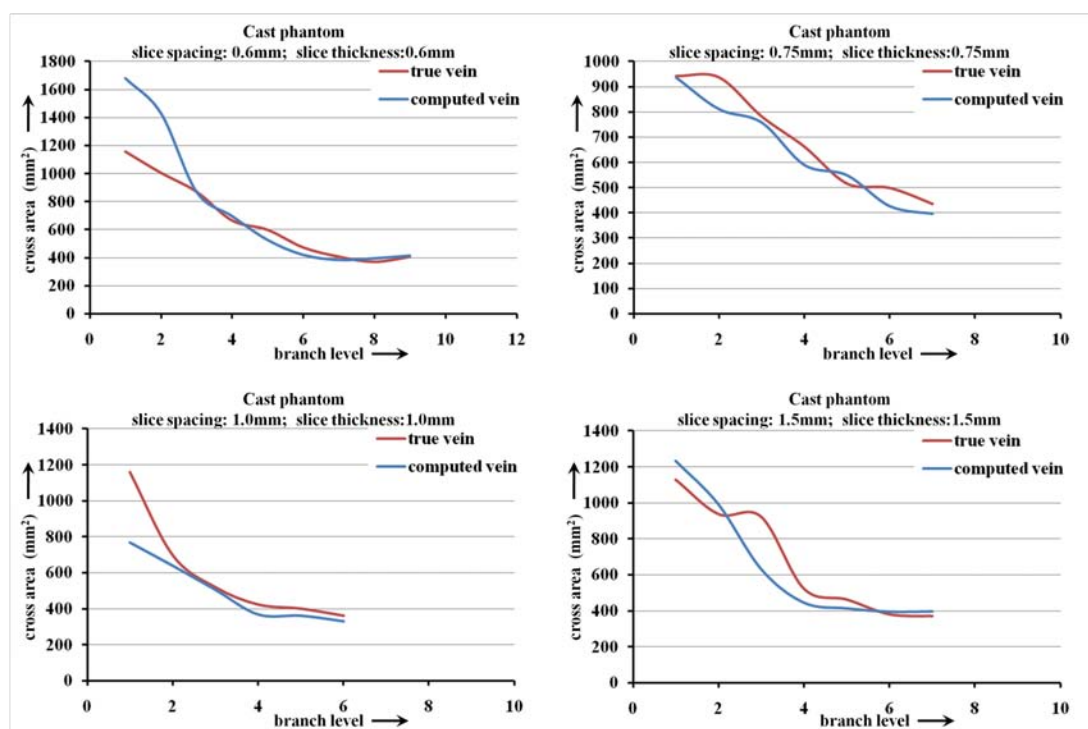 Cast phantom
slice spacing: 0.6mm; slice thickness:0.6mm
true vein
computed vein
cross area (mm²)
1800
1600
1400
1200
1000
800
600
400
200
0
0 2 4 6 8 10 12
branch level
Cast phantom
slice spacing: 0.75mm; slice thickness:0.75mm
true vein
computed vein
cross area (mm²)
1000
900
800
700
600
500
400
300
200
100
0
0 2 4 6 8 10
branch level
Cast phantom
slice spacing: 1.0mm; slice thickness:1.0mm
true vein
computed vein
cross area (mm²)
1400
1200
1000
800
600
400
200
0
0 2 4 6 8 10
branch level
Cast phantom
slice spacing: 1.5mm; slice thickness:1.5mm
true vein
computed vein
cross area (mm²)
1400
1200
1000
800
600
400
200
0
0 2 4 6 8 10
branch level